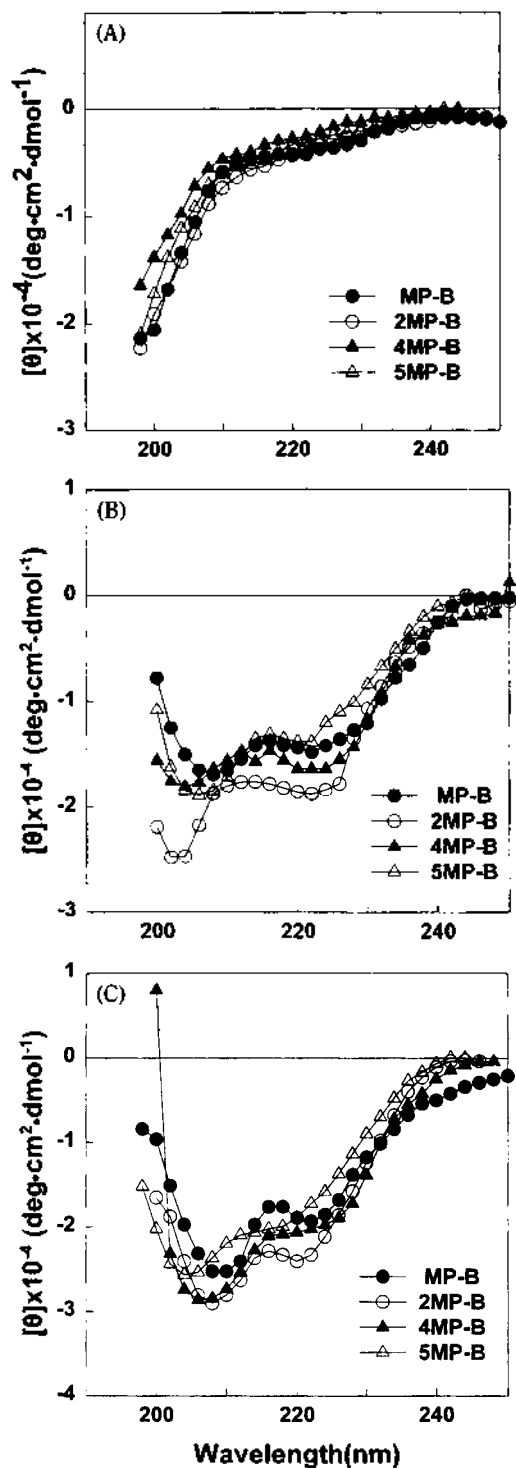 (A)
0
-1
-2
-3
[θ]x10⁻⁴(deg•cm²•dmol⁻¹)
MP-B
2MP-B
4MP-B
5MP-B
200
220
240
(B)
1
0
-1
-2
-3
[θ]x10⁻⁴ (deg•cm²•dmol⁻¹)
MP-B
2MP-B
4MP-B
5MP-B
200
220
240
(C)
1
0
-1
-2
-3
-4
[θ]x10⁻⁴ (deg•cm²•dmol⁻¹)
MP-B
2MP-B
4MP-B
5MP-B
200
220
240
Wavelength(nm)